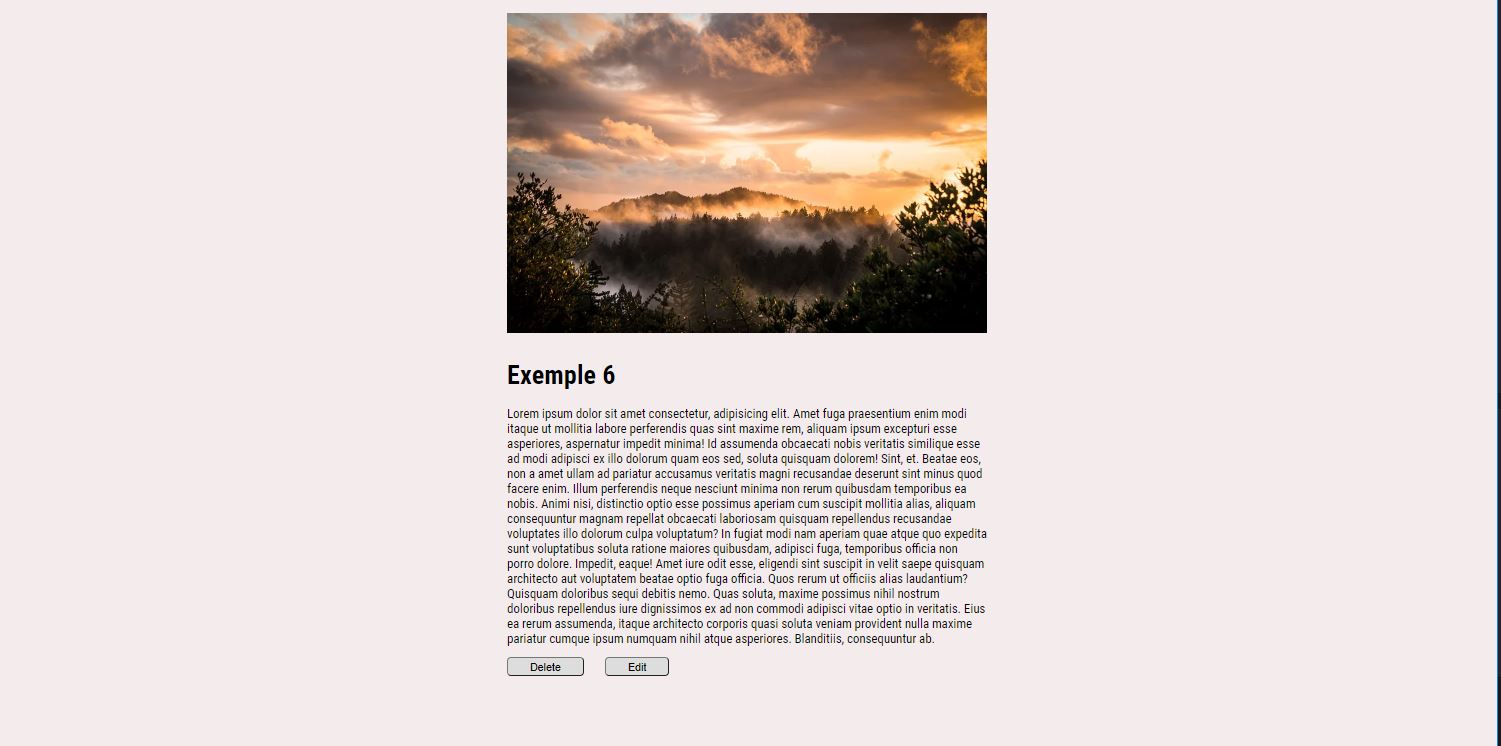 Exemple 6
Lorem ipsum dolor sit amet consectetur, adipisicing elit. Amet fuga praesentium enim modi
itaque ut mollitia labore perferendis quas sint maxime rem, aliquam ipsum excepturi esse
asperiores, aspernatur impedit minima! Id assumenda obcaecati nobis veritatis similique esse
ad modi adipisci ex illo dolorum quam eos sed, soluta quisquam dolorem! Sint, et. Beatae eos,
non a amet ullam ad pariatur accusamus veritatis magni recusandae deserunt sint minus quod
facere enim. Illum perferendis neque nesciunt minima non rerum quibusdam temporibus ea
nobis. Animi nisi, distinctio optio esse possimus aperiam cum suscipit mollitia alias, aliquam
consequuntur magnam repellat obcaecati laboriosam quisquam repellendus recusandae
voluptates illo dolorum culpa voluptatum? In fugiat modi nam aperiam quae atque quo expedita
sunt voluptatibus soluta ratione maiores quibusdam, adipisci fuga, temporibus officia non
porro dolore. Impedit, eaque! Amet iure odit esse, eligendi sint suscipit in velit saepe quisquam
architecto aut voluptatem beatae optio fuga officia. Quos rerum ut officiis alias laudantium?
Quisquam doloribus sequi debitis nemo. Quas soluta, maxime possimus nihil nostrum
doloribus repellendus iure dignissimos ex ad non commodi adipisci vitae optio in veritatis. Eius
ea rerum assumenda, itaque architecto corporis quasi soluta veniam provident nulla maxime
pariatur cumque ipsum numquam nihil atque asperiores. Blanditiis, consequuntur ab.
Delete Edit